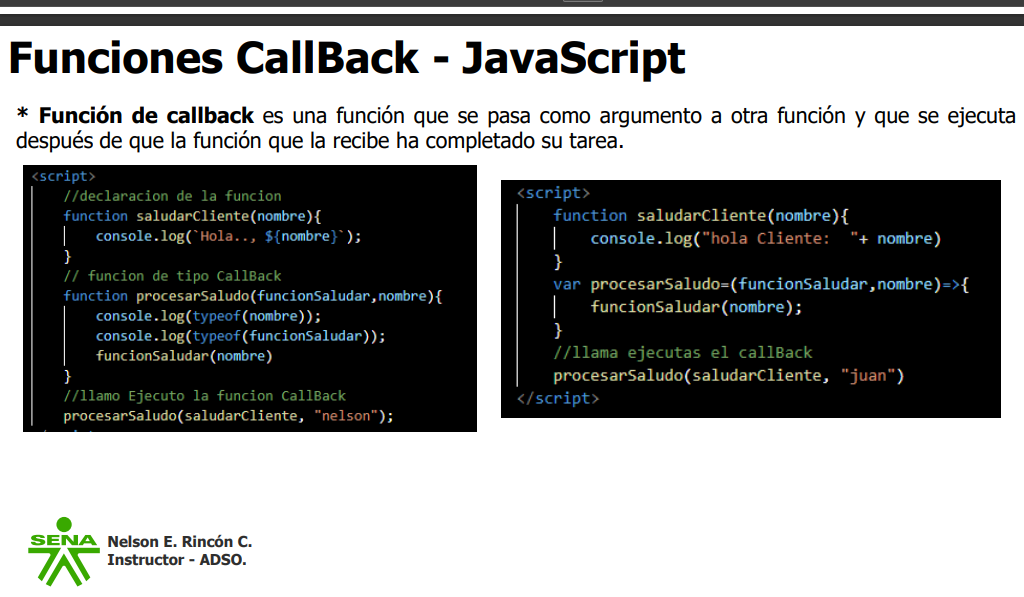 Funciones CallBack - JavaScript
* Función de callback es una función que se pasa como argumento a otra función y que se ejecuta
después de que la función que la recibe ha completado su tarea.
<script>
//declaracion de la funcion
function saludarCliente(nombre){
console.log(`Hola.., ${nombre}`);
}
// funcion de tipo CallBack
function procesarSaludo(funcionSaludar,nombre){
console.log(typeof(nombre));
console.log(typeof(funcionSaludar));
funcionSaludar(nombre)
}
//llamo Ejecuto la funcion CallBack
procesarSaludo(saludarCliente, "nelson");
<script>
function saludarCliente(nombre){
console.log("hola Cliente:  "+ nombre)
}
var procesarSaludo=(funcionSaludar,nombre)=>{
funcionSaludar(nombre);
}
//llama ejecutas el callBack
procesarSaludo(saludarCliente, "juan")
</script>
SENA
Nelson E. Rincón C.
Instructor - ADSO.